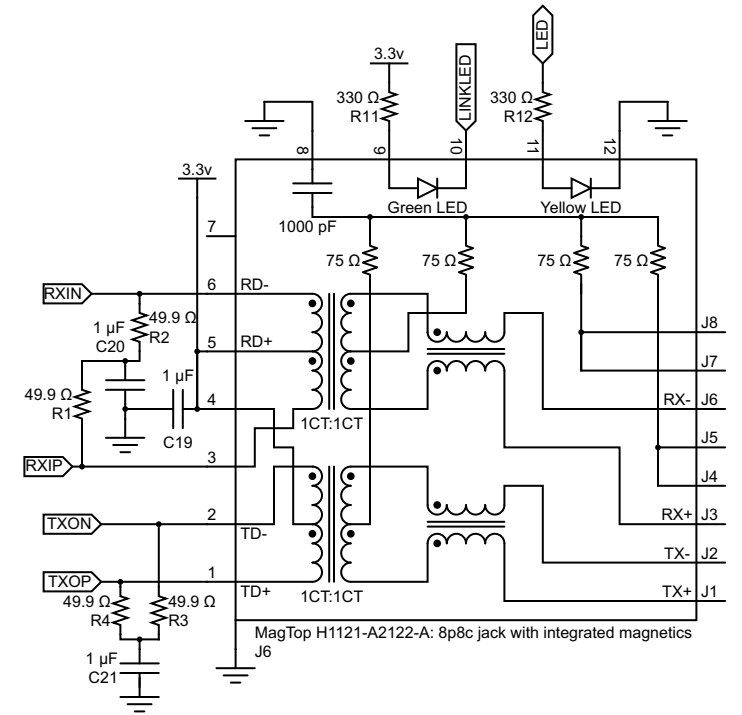 LED
3.3v
LINKLED
330 Ω
R11
330 Ω
R12
8
9
10
11
12
3.3v
Green LED
Yellow LED
1000 pF
7
75 Ω
75 Ω
75 Ω
75 Ω
RXIN
6
RD-
49.9 Ω
R2
1 µF
C20
J8
5
RD+
J7
1 µF
49.9 Ω
R1
4
RX-
J6
C19
1CT:1CT
J5
RXIP
3
J4
TXON
2
TD-
RX+
J3
TX-
J2
TXOP
1
TD+
1CT:1CT
TX+
J1
49.9 Ω
R4
49.9 Ω
R3
MagTop H1121-A2122-A: 8p8c jack with integrated magnetics
J6
1 µF
C21